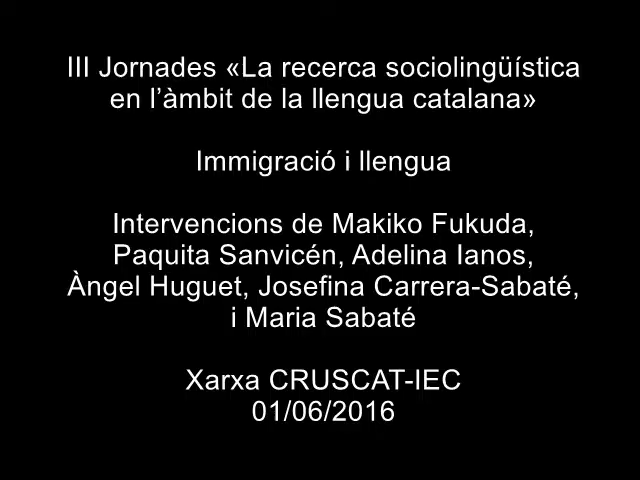 III Jornades «La recerca sociolingüística
en l’àmbit de la llengua catalana»
Immigració i llengua
Intervencions de Makiko Fukuda,
Paquita Sanvicén, Adelina Ianos,
Àngel Huguet, Josefina Carrera-Sabaté,
i Maria Sabaté
Xarxa CRUSCAT-IEC
01/06/2016